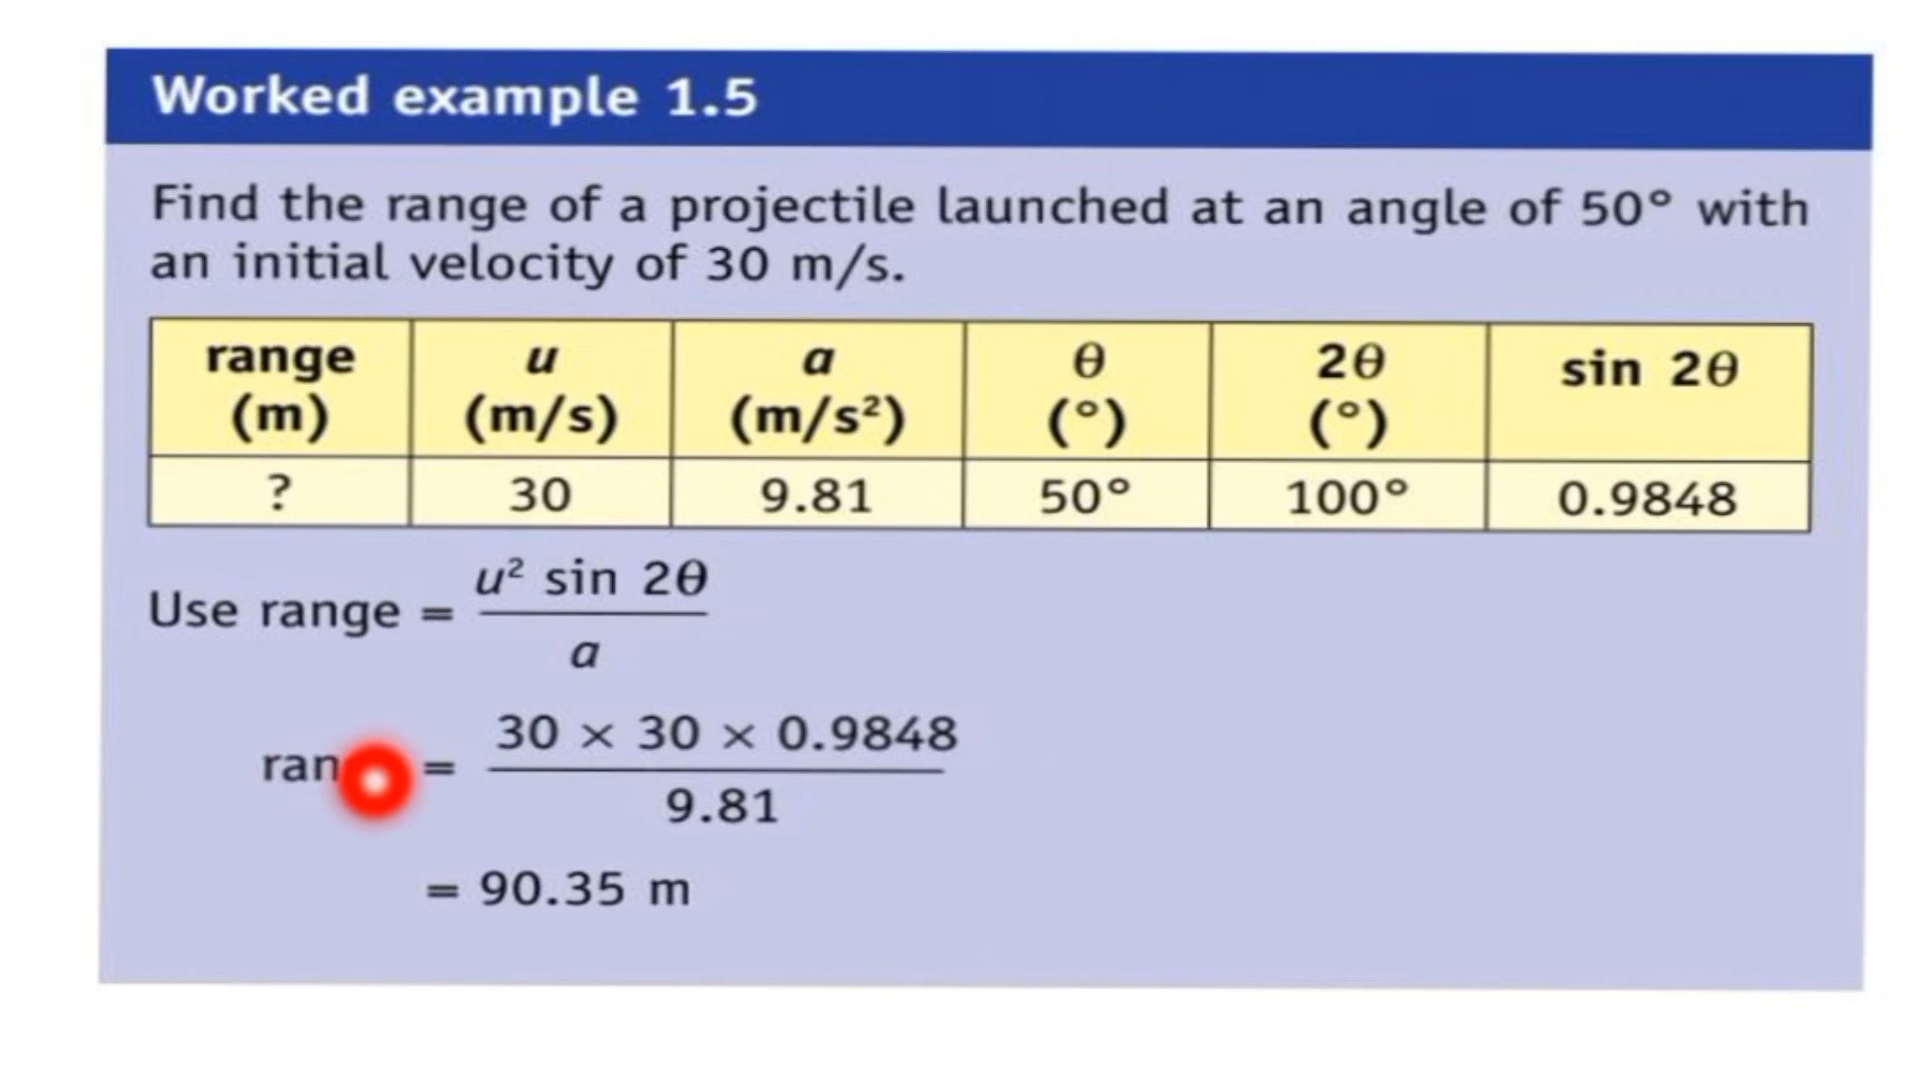 Worked example 1.5
Find the range of a projectile launched at an angle of 50° with
an initial velocity of 30 m/s.
range (m) u (m/s) a (m/s²) θ (°) 2θ (°) sin 2θ
? 30 9.81 50° 100° 0.9848
Use range = u² sin 2θ / a
= 30 × 30 × 0.9848 / 9.81
= 90.35 m